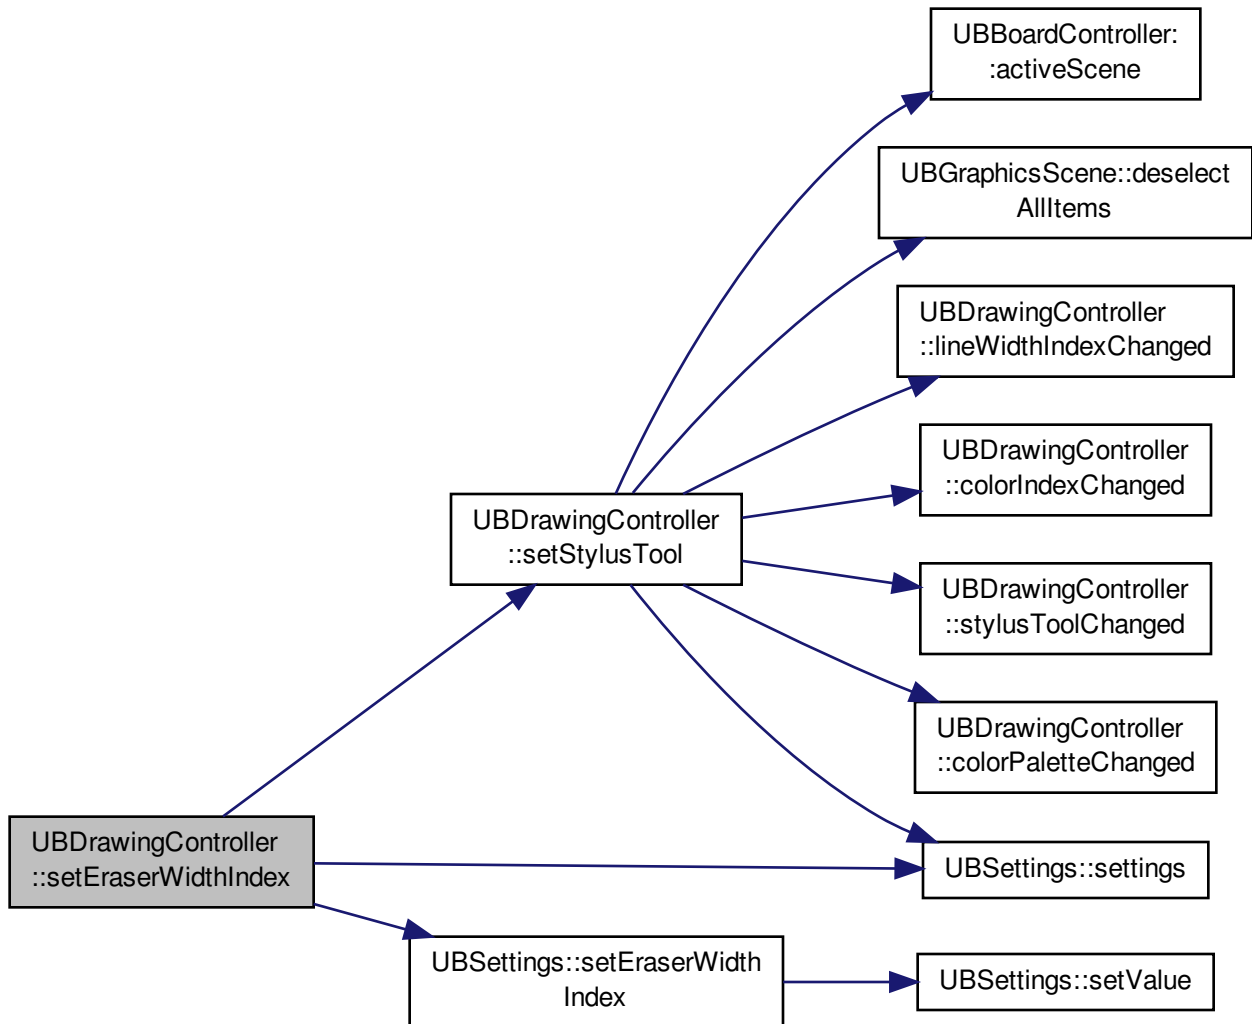 UBBoardController:
:activeScene
UBGraphicsScene::deselect
AllItems
UBDrawingController
::lineWidthIndexChanged
UBDrawingController
::colorIndexChanged
UBDrawingController
::setStylusTool
UBDrawingController
::stylusToolChanged
UBDrawingController
::colorPaletteChanged
UBDrawingController
::setEraserWidthIndex
UBSettings::settings
UBSettings::setEraserWidth
Index
UBSettings::setValue